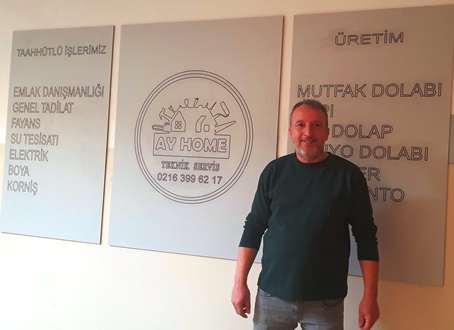 TAAHHÜTLÜ İŞLERİMİZ
EMLAK DANIŞMANLIĞI
GENEL TADİLAT
FAYANS
SU TESİSATI
ELEKTRİK
BOYA
KORNİŞ
AY HOME
TEKNİK SERVİS
0216 399 62 17
ÜRETİM
MUTFAK DOLABI
DOLAP
DOLABI